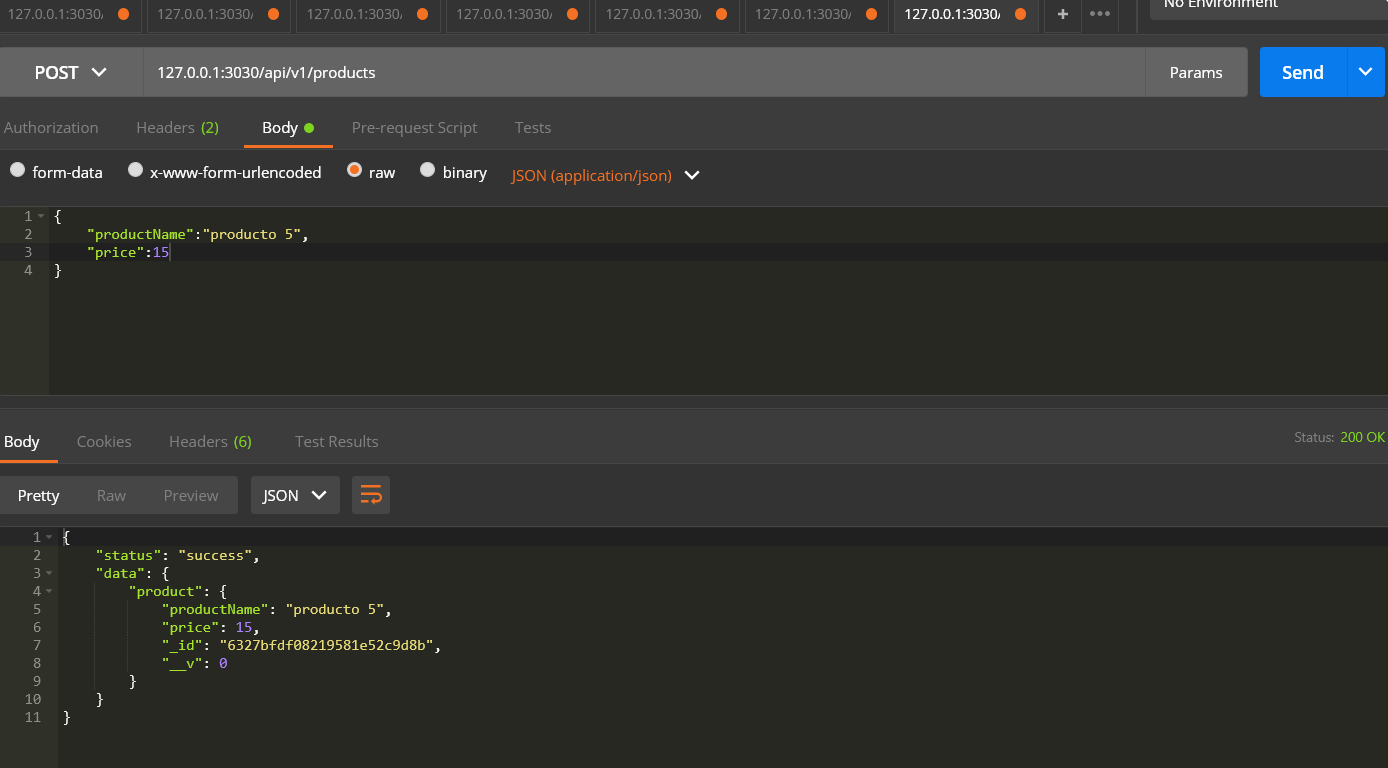 127.0.0.1:3030/ 127.0.0.1:3030/ 127.0.0.1:3030/ 127.0.0.1:3030/ 127.0.0.1:3030/ 127.0.0.1:3030/ 127.0.0.1:3030/ + ••• No Environment
POST 127.0.0.1:3030/api/v1/products Params Send
Authorization Headers (2) Body Pre-request Script Tests
form-data x-www-form-urlencoded raw binary JSON (application/json)
1 {
2 "productName":"producto 5",
3 "price":15
4 }
Body Cookies Headers (6) Test Results Status: 200 OK
Pretty Raw Preview JSON
1 {
2 "status": "success",
3 "data": {
4 "product": {
5 "productName": "producto 5",
6 "price": 15,
7 "_id": "6327bfdf08219581e52c9d8b",
8 "__v": 0
9 }
10 }
11 }